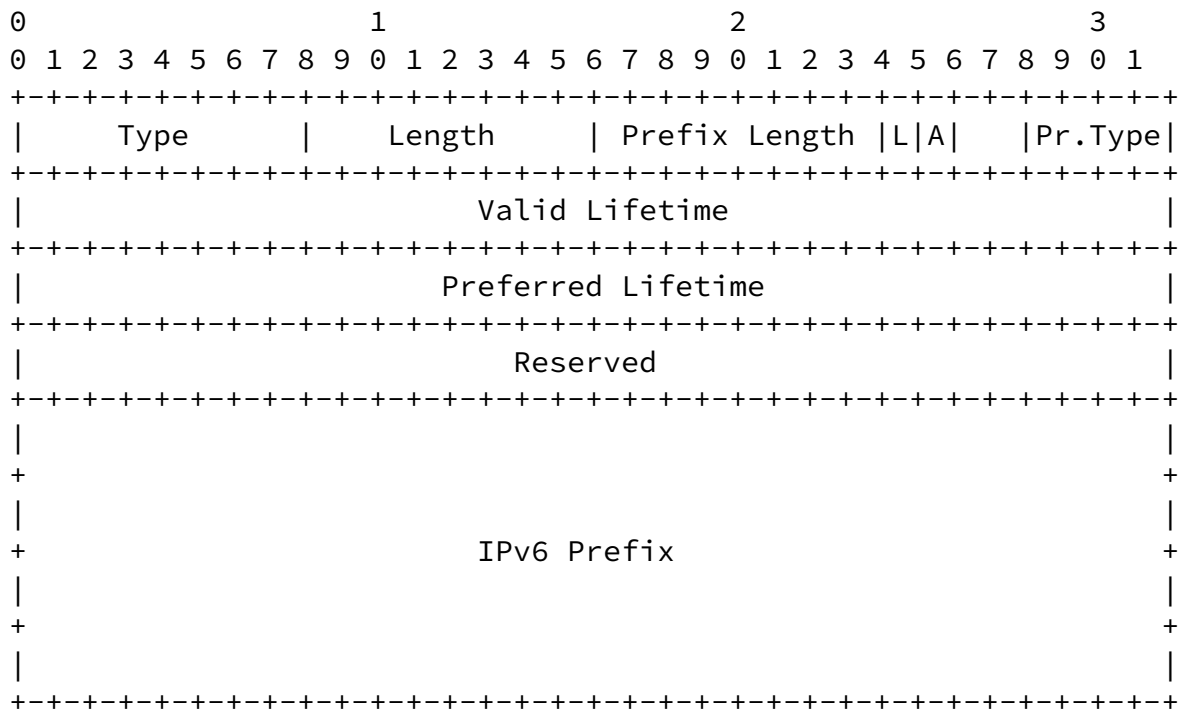 0                   1                   2                   3
0 1 2 3 4 5 6 7 8 9 0 1 2 3 4 5 6 7 8 9 0 1 2 3 4 5 6 7 8 9 0 1
+-+-+-+-+-+-+-+-+-+-+-+-+-+-+-+-+-+-+-+-+-+-+-+-+-+-+-+-+-+-+-+-+
|     Type      |    Length     | Prefix Length |L|A|   |Pr.Type|
+-+-+-+-+-+-+-+-+-+-+-+-+-+-+-+-+-+-+-+-+-+-+-+-+-+-+-+-+-+-+-+-+
|                         Valid Lifetime                        |
+-+-+-+-+-+-+-+-+-+-+-+-+-+-+-+-+-+-+-+-+-+-+-+-+-+-+-+-+-+-+-+-+
|                       Preferred Lifetime                      |
+-+-+-+-+-+-+-+-+-+-+-+-+-+-+-+-+-+-+-+-+-+-+-+-+-+-+-+-+-+-+-+-+
|                           Reserved                            |
+-+-+-+-+-+-+-+-+-+-+-+-+-+-+-+-+-+-+-+-+-+-+-+-+-+-+-+-+-+-+-+-+
|                                                               |
+                                                               +
|                                                               |
+                         IPv6 Prefix                           +
|                                                               |
+                                                               +
|                                                               |
+-+-+-+-+-+-+-+-+-+-+-+-+-+-+-+-+-+-+-+-+-+-+-+-+-+-+-+-+-+-+-+-+